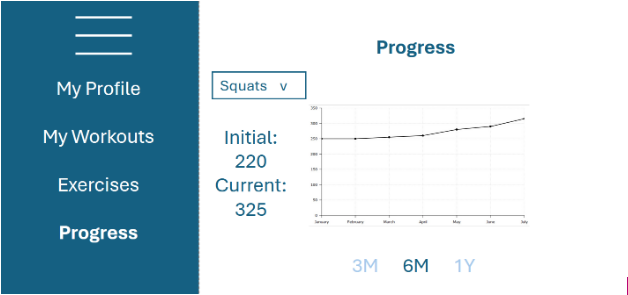 My Profile
My Workouts
Exercises
Progress
Progress
Squats v
Initial:
220
Current:
325
350
300
250
200
150
100
50
0
January February March April May June July
3M 6M 1Y